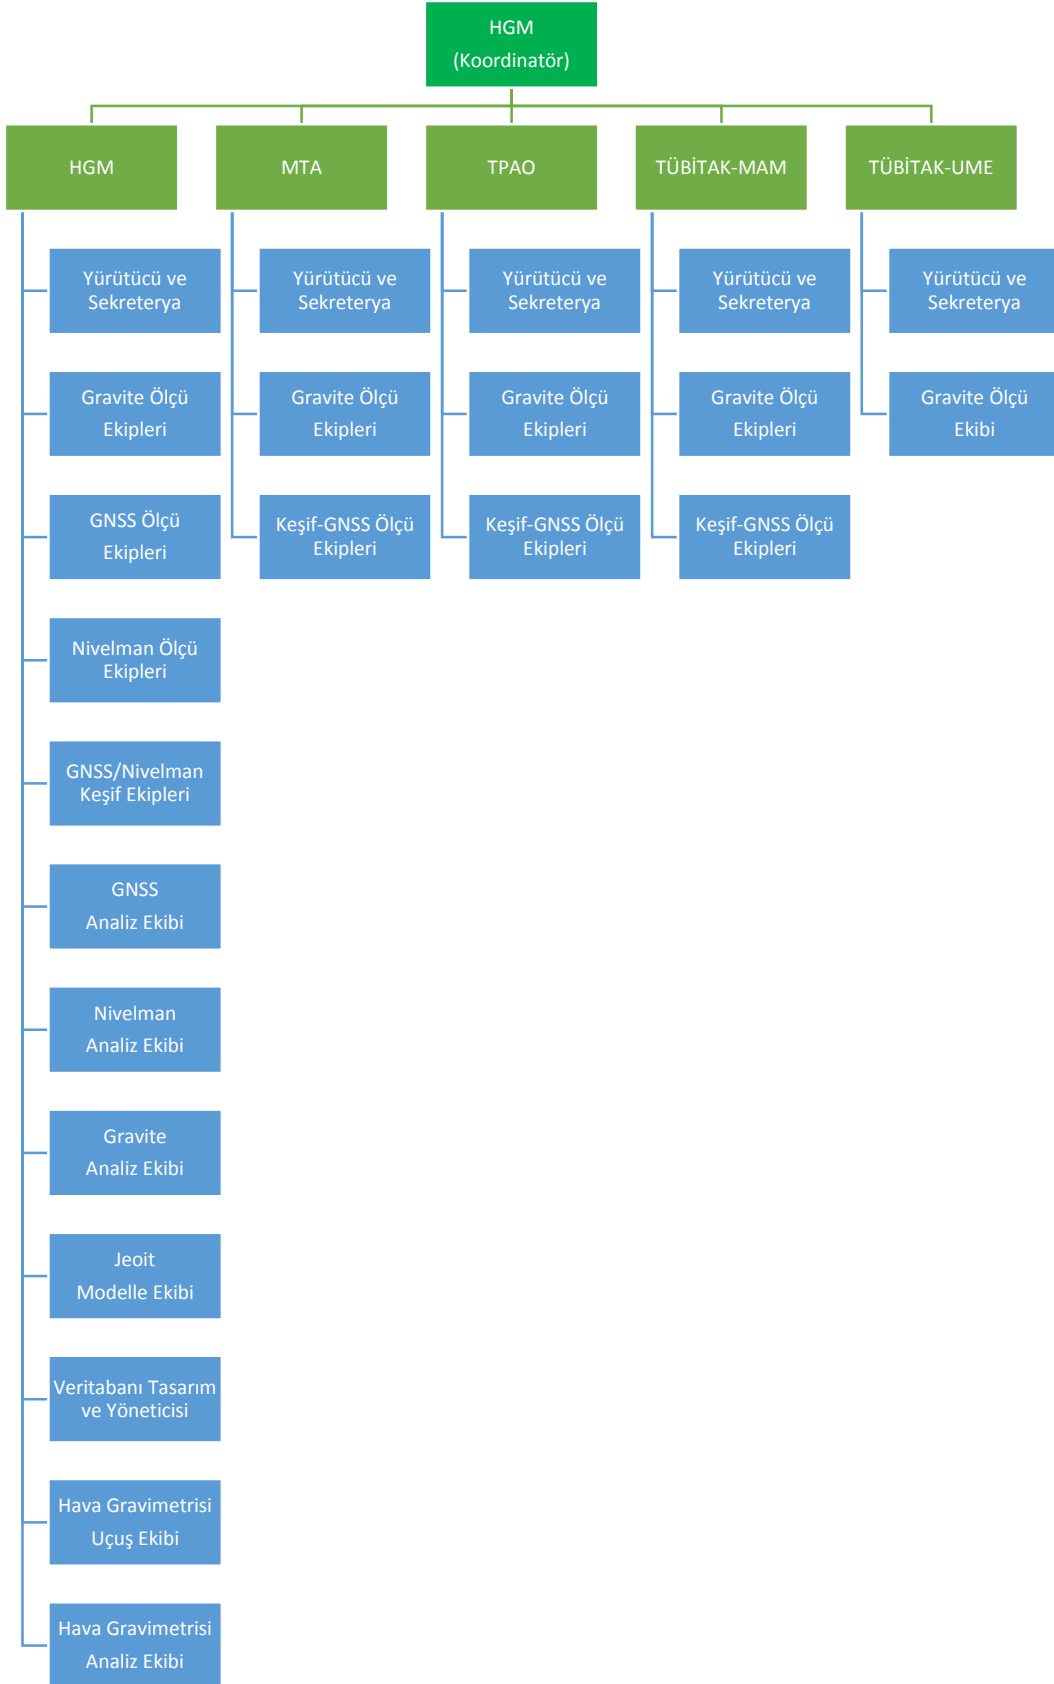 HGM
(Koordinatör)
HGM
MTA
TPAO
TÜBİTAK-MAM
TÜBİTAK-UME
Yürütücü ve
Sekreterya
Yürütücü ve
Sekreterya
Yürütücü ve
Sekreterya
Yürütücü ve
Sekreterya
Yürütücü ve
Sekreterya
Gravite Ölçü
Ekipleri
Gravite Ölçü
Ekipleri
Gravite Ölçü
Ekipleri
Gravite Ölçü
Ekipleri
Gravite Ölçü
Ekibi
GNSS Ölçü
Ekipleri
Keşif-GNSS Ölçü
Ekipleri
Keşif-GNSS Ölçü
Ekipleri
Keşif-GNSS Ölçü
Ekipleri
Nivelman Ölçü
Ekipleri
GNSS/Nivelman
Keşif Ekipleri
GNSS
Analiz Ekibi
Nivelman
Analiz Ekibi
Gravite
Analiz Ekibi
Jeoit
Modelle Ekibi
Veritabanı Tasarım
ve Yöneticisi
Hava Gravimetrisi
Uçuş Ekibi
Hava Gravimetrisi
Analiz Ekibi